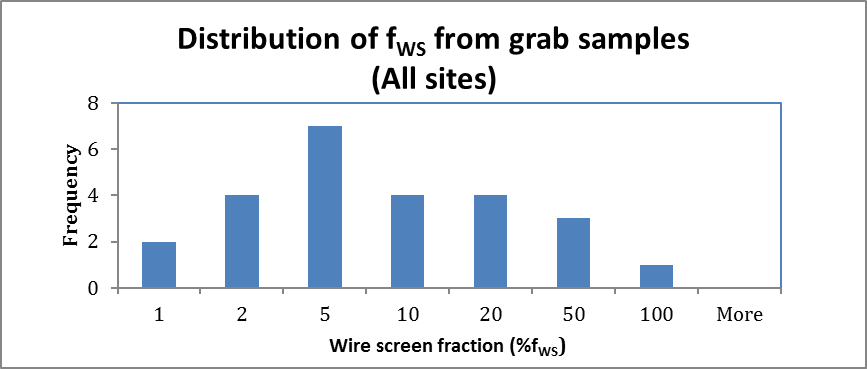 Distribution of fWS from grab samples
(All sites)
8
6
4
2
0
Frequency
1 2 5 10 20 50 100 More
Wire screen fraction (%fWS)